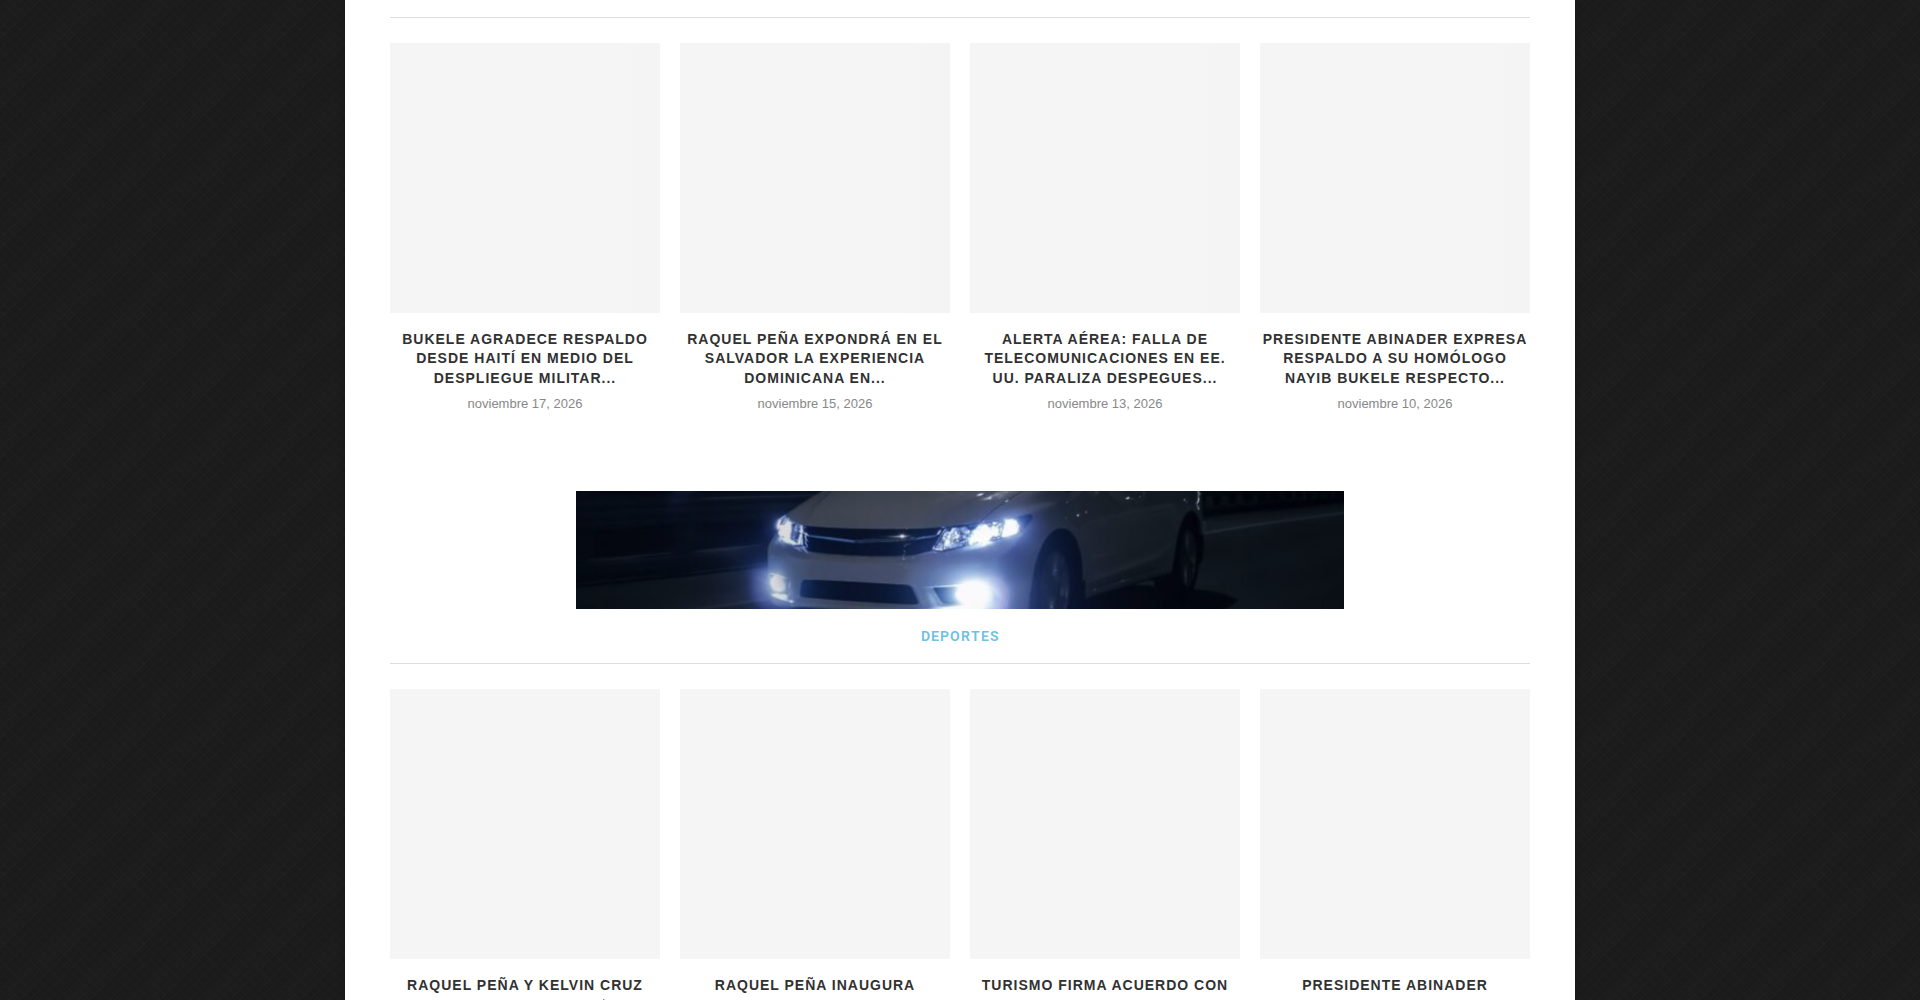 BUKELE AGRADECE RESPALDO
DESDE HAITÍ EN MEDIO DEL
DESPLIEGUE MILITAR...
noviembre 17, 2026
RAQUEL PEÑA EXPONDRÁ EN EL
SALVADOR LA EXPERIENCIA
DOMINICANA EN...
noviembre 15, 2026
ALERTA AÉREA: FALLA DE
TELECOMUNICACIONES EN EE.
UU. PARALIZA DESPEGUES...
noviembre 13, 2026
PRESIDENTE ABINADER EXPRESA
RESPALDO A SU HOMÓLOGO
NAYIB BUKELE RESPECTO...
noviembre 10, 2026
DEPORTES
RAQUEL PEÑA Y KELVIN CRUZ
RAQUEL PEÑA INAUGURA
TURISMO FIRMA ACUERDO CON
PRESIDENTE ABINADER